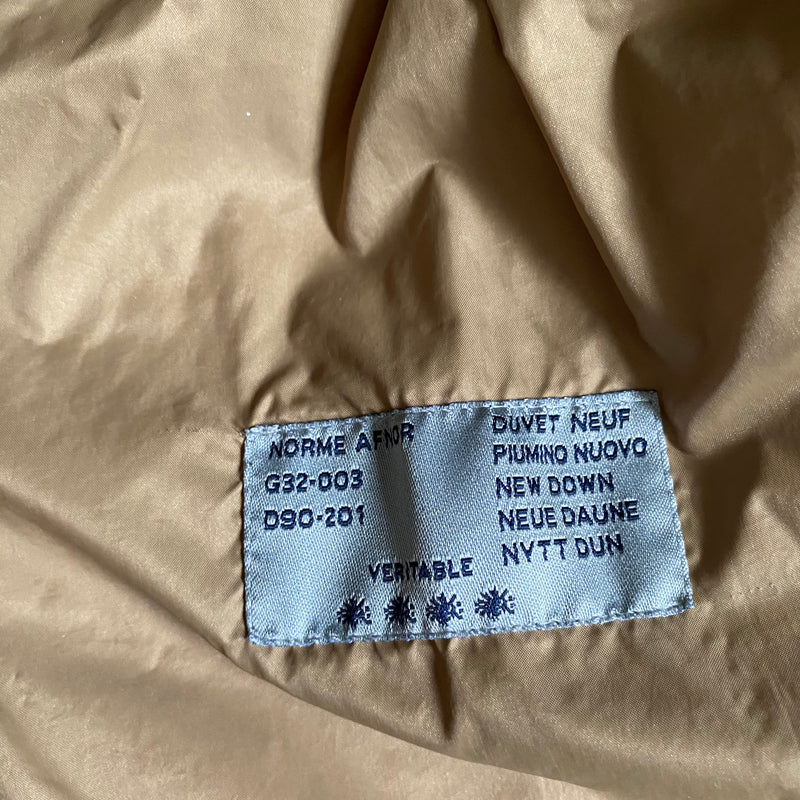 NORME AFNOR
G32-003
D90-201
DUVET NEUF
PIUMINO NUOVO
NEW DOWN
NEUE DAUNE
NYTT DUN
VERITABLE